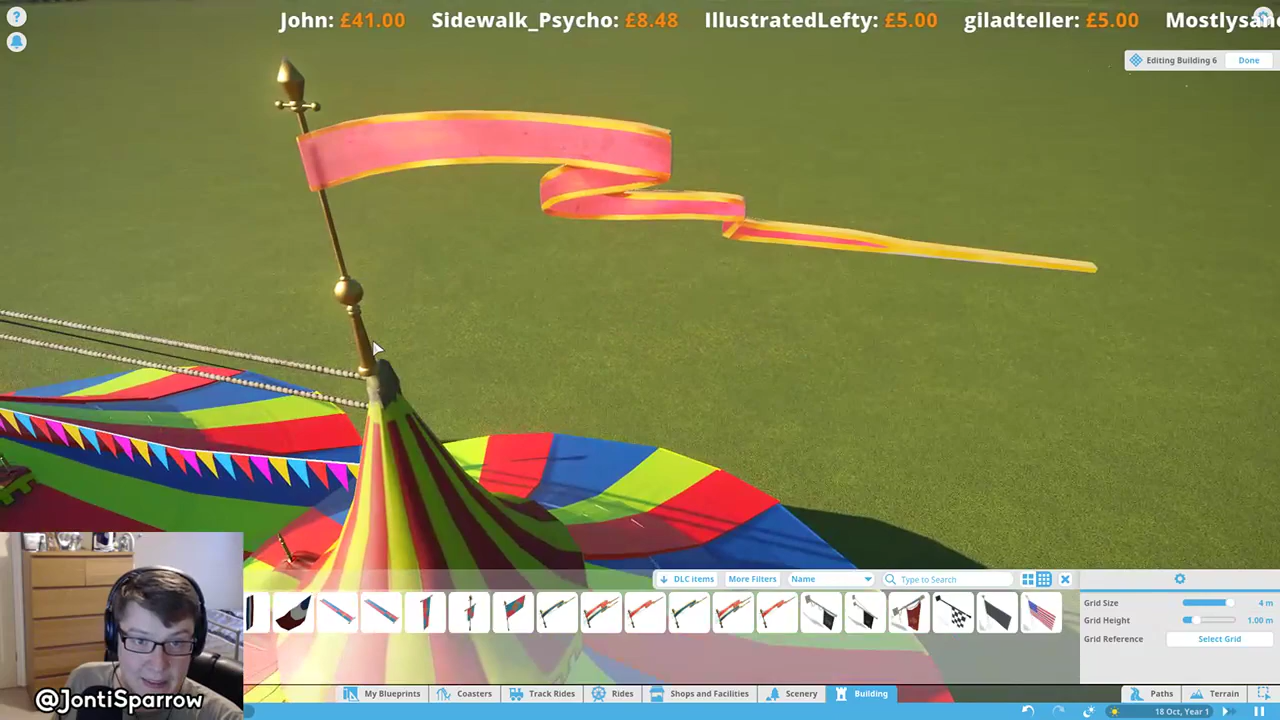 John: £41.00 Sidewalk_Psycho: £8.48 IllustratedLefty: £5.00 giladteller: £5.00
Editing Building 6 Done
DLC items More Filters Name Type to Search
Grid Size 4 m
Grid Height 1.00 m
Grid Reference Select Grid
@JontiSparrow
My Blueprints Coasters Track Rides Rides Shops and Facilities Scenery Building Paths Terrain
18 Oct, Year 1